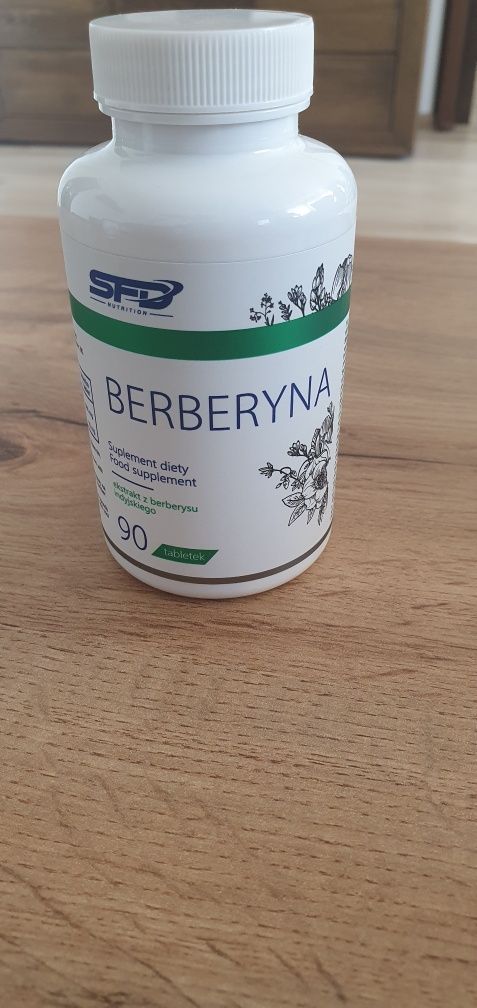 SFD
NUTRITION
BERBERYNA
Suplement diety
Food supplement
ekstrakt z berberysu
indyjskiego
90 tabletek